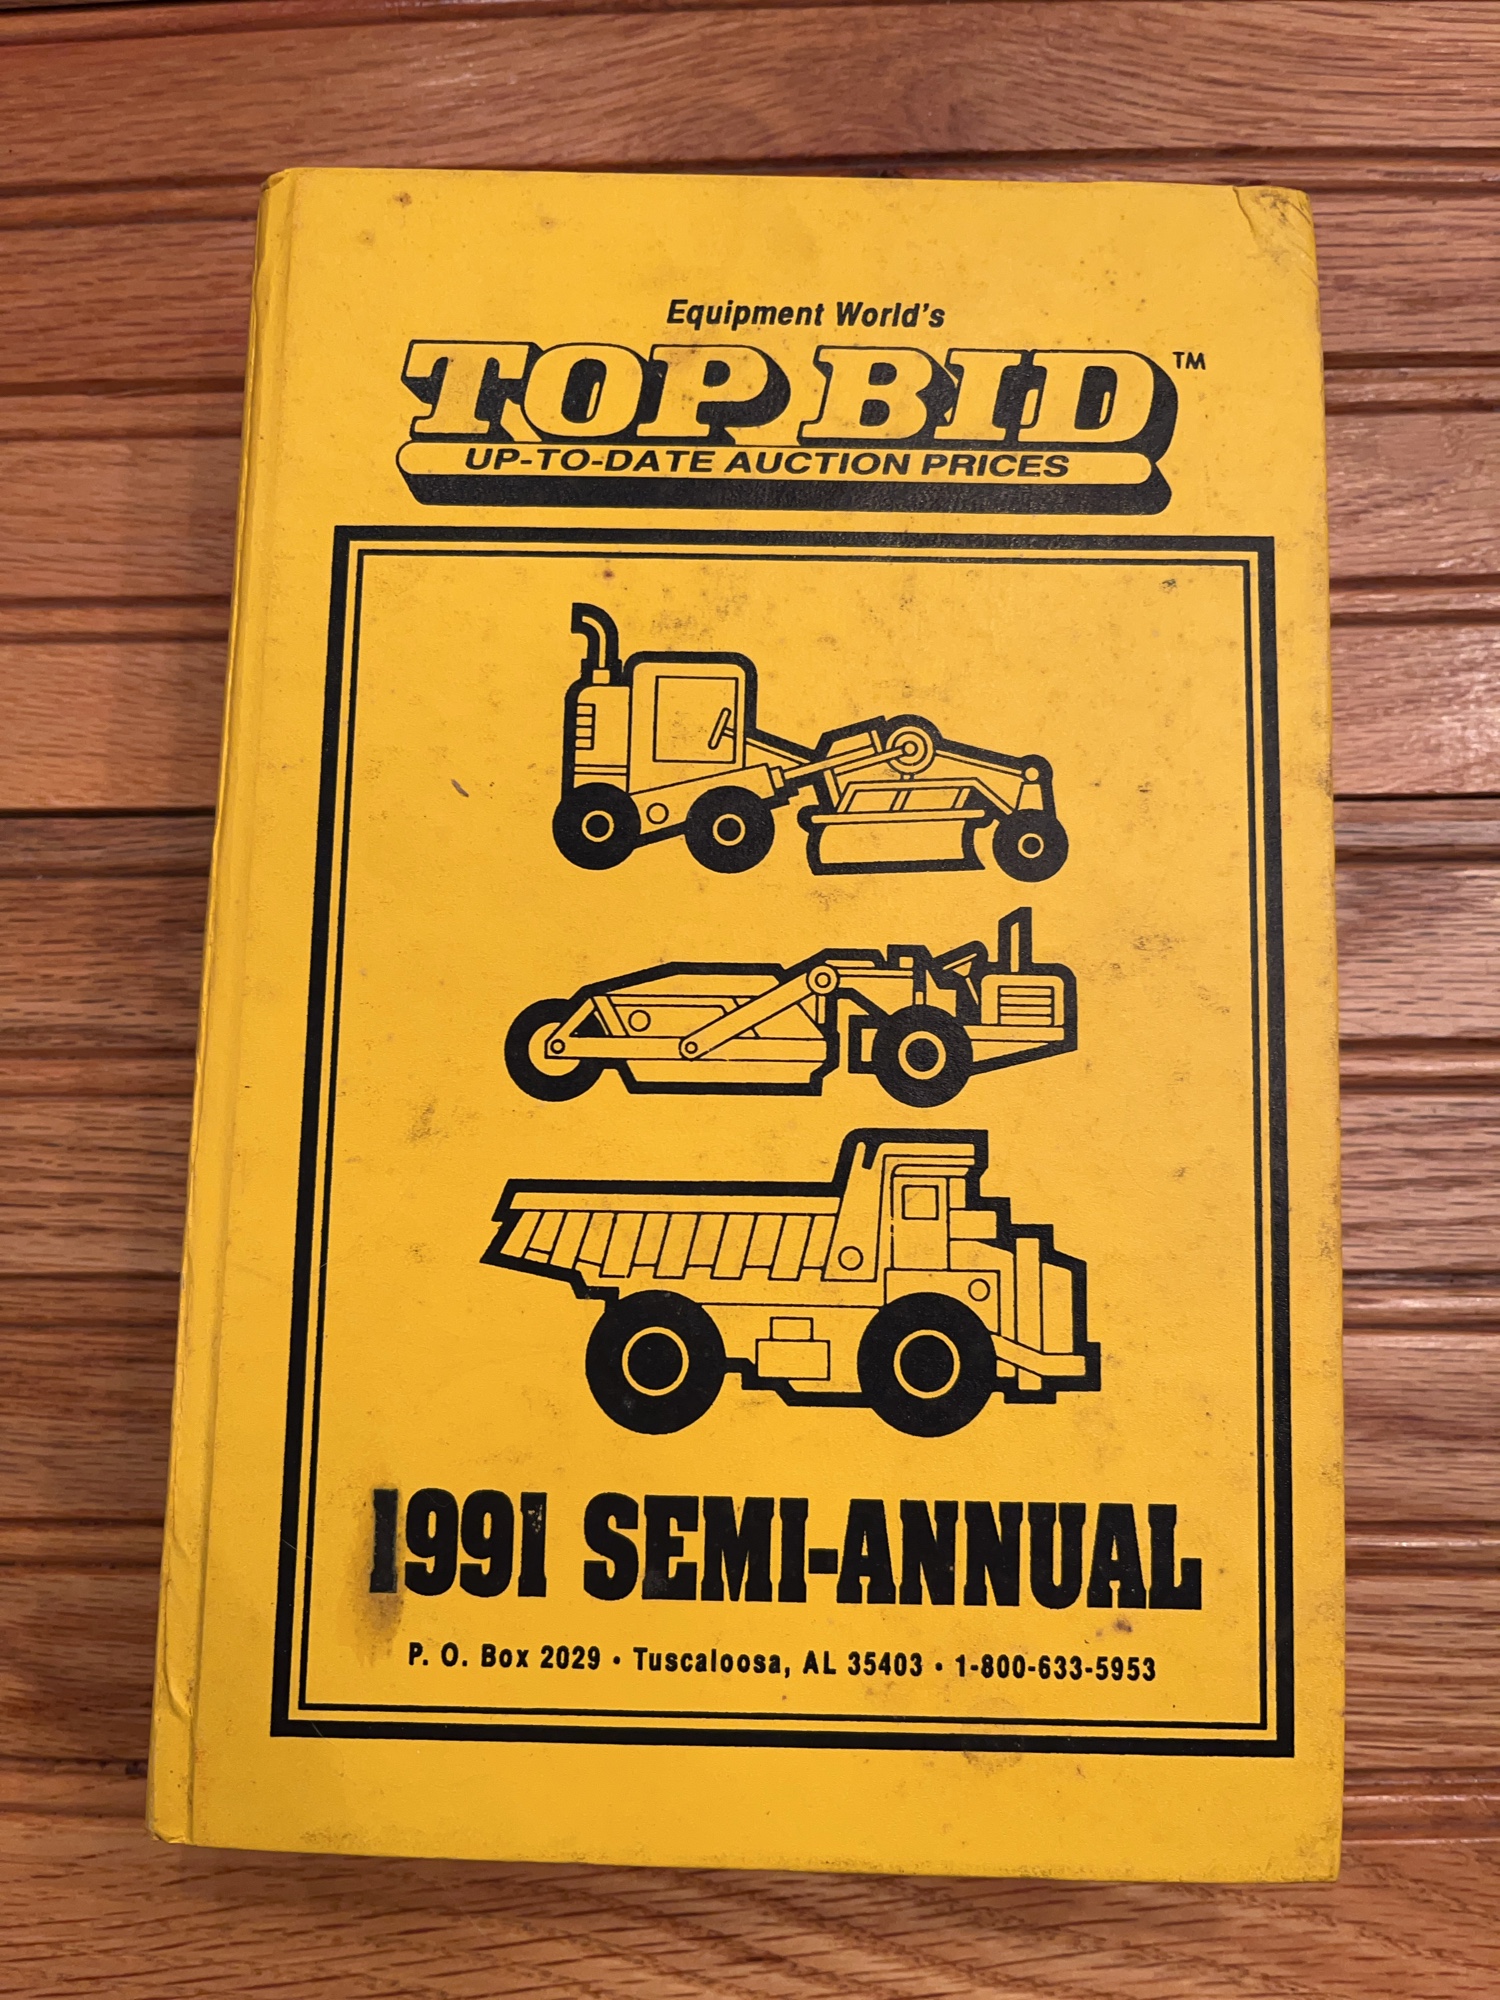 Equipment World's
TOP BID™
UP-TO-DATE AUCTION PRICES
1991 SEMI-ANNUAL
P. O. Box 2029 • Tuscaloosa, AL 35403 • 1-800-633-5953